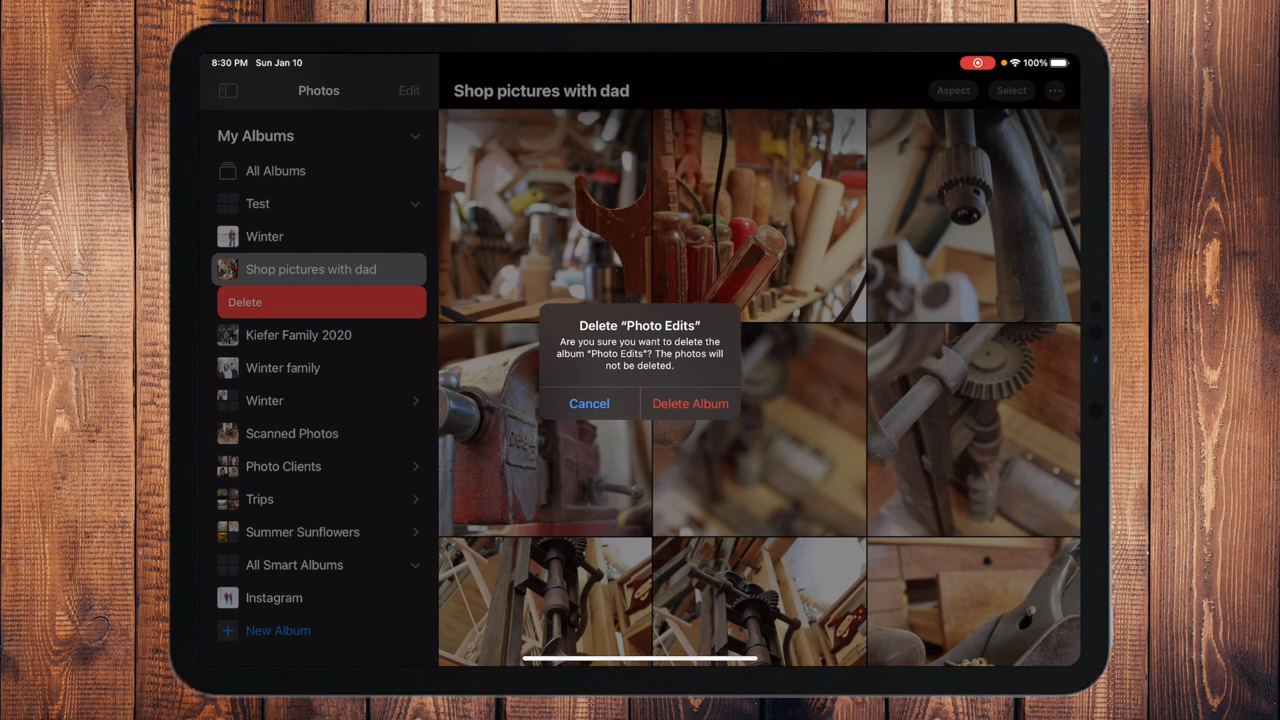 8:30 PM Sun Jan 10
100%
Photos
Edit
Shop pictures with dad
Aspect
Select
My Albums
All Albums
Test
Winter
Shop pictures with dad
Delete
Kiefer Family 2020
Winter family
Winter
Scanned Photos
Photo Clients
Trips
Summer Sunflowers
All Smart Albums
Instagram
New Album
Delete “Photo Edits”
Are you sure you want to delete the
album “Photo Edits”? The photos will
not be deleted.
Cancel
Delete Album